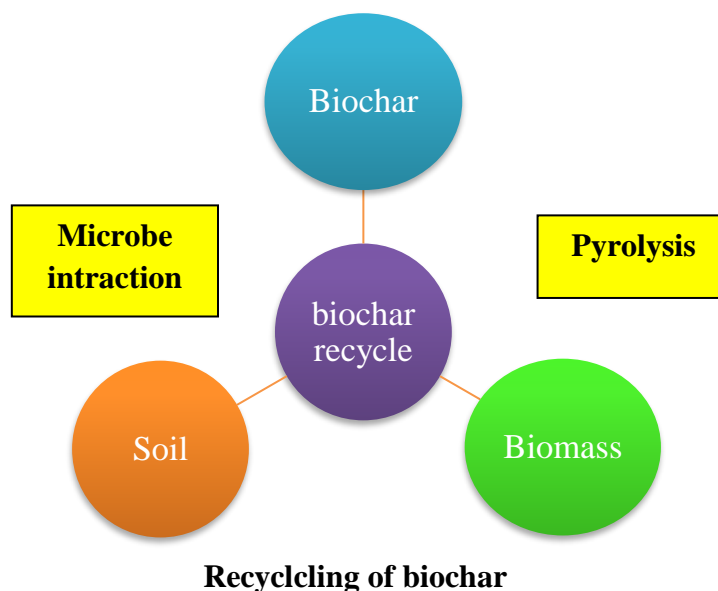 Biochar
Microbe
intraction
Pyrolysis
biochar
recycle
Soil
Biomass
Recyclcling of biochar